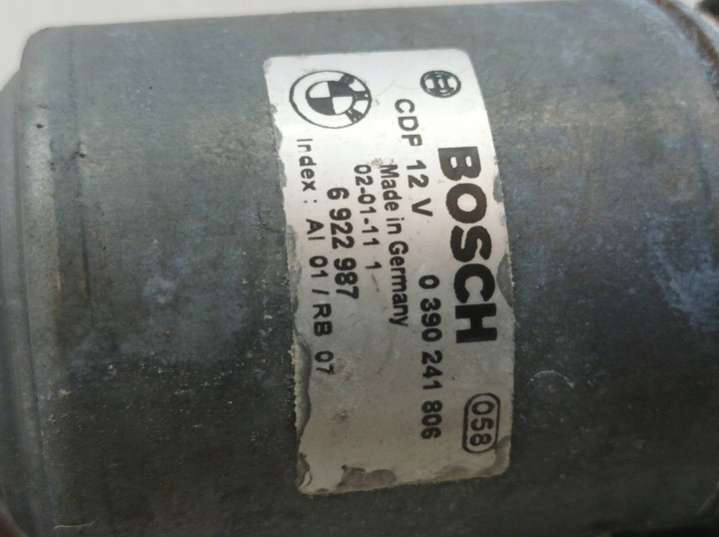 BOSCH
058
CDP 12 V
0 390 241 806
Made in Germany
02-01-11 1
6 922 987
Index: AI 01 / RB 07